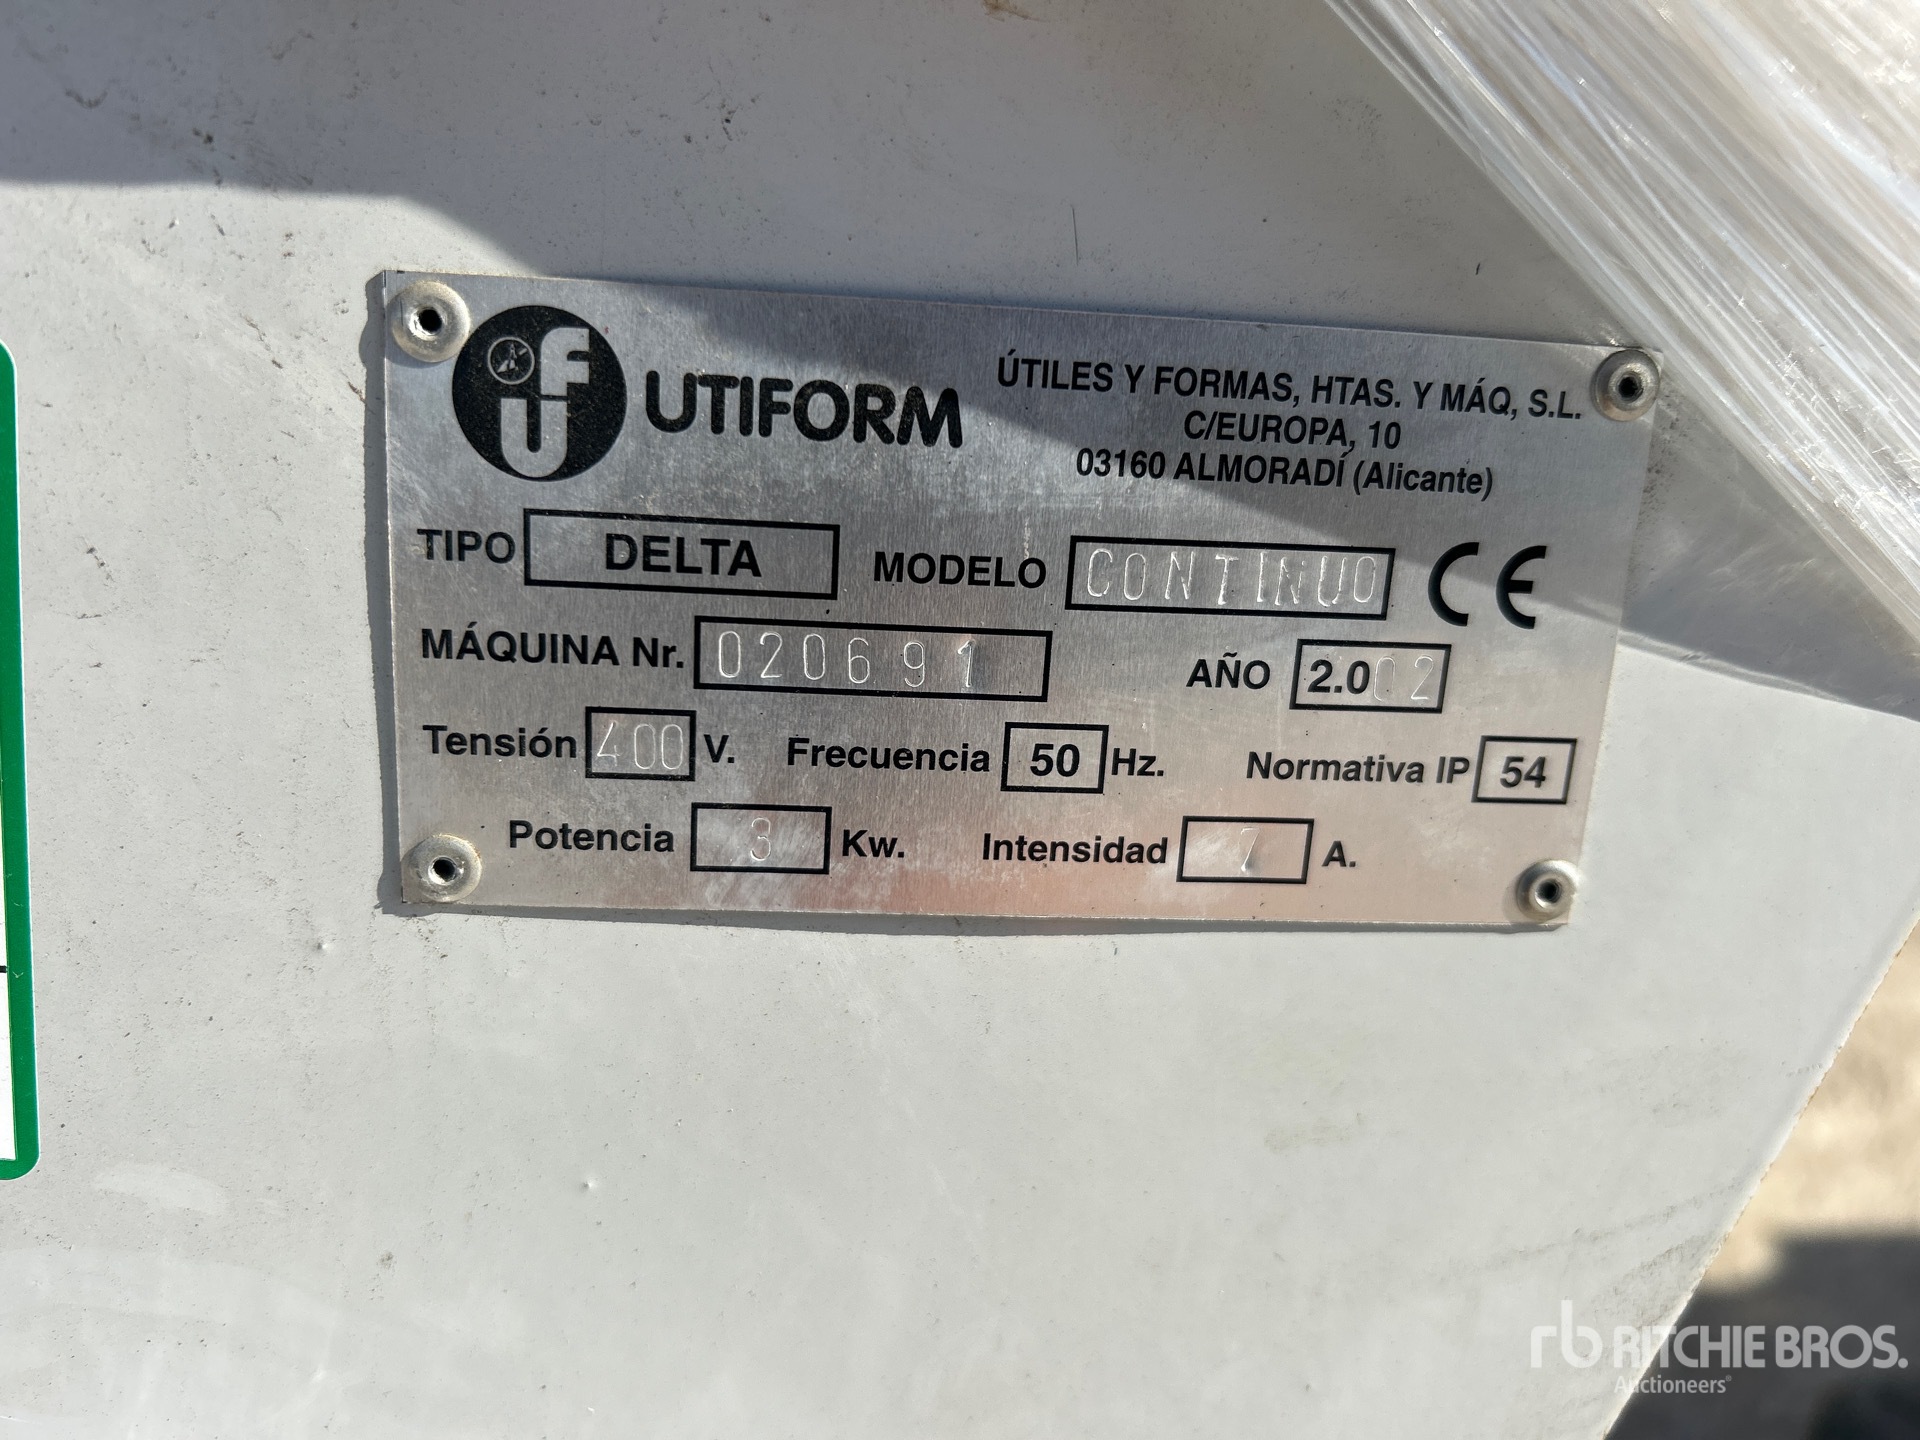 UTIFORM
ÚTILES Y FORMAS, HTAS. Y MÁQ, S.L.
C/EUROPA, 10
03160 ALMORADÍ (Alicante)
TIPO DELTA MODELO CONTINUO CE
MÁQUINA Nr. 020691 AÑO 2.002
Tensión 400 V. Frecuencia 50 Hz. Normativa IP 54
Potencia 3 Kw. Intensidad 7 A.
rb RITCHIE BROS.
Auctioneers®